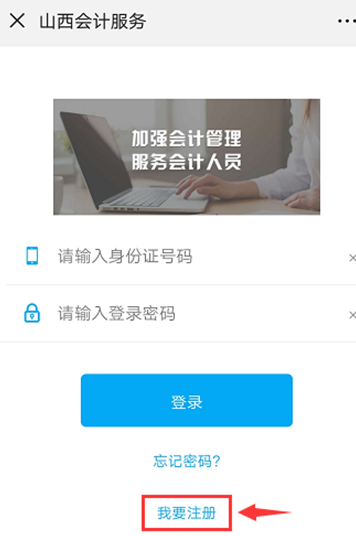 山西会计服务
加强会计管理
服务会计人员
请输入身份证号码
请输入登录密码
登录
忘记密码?
我要注册